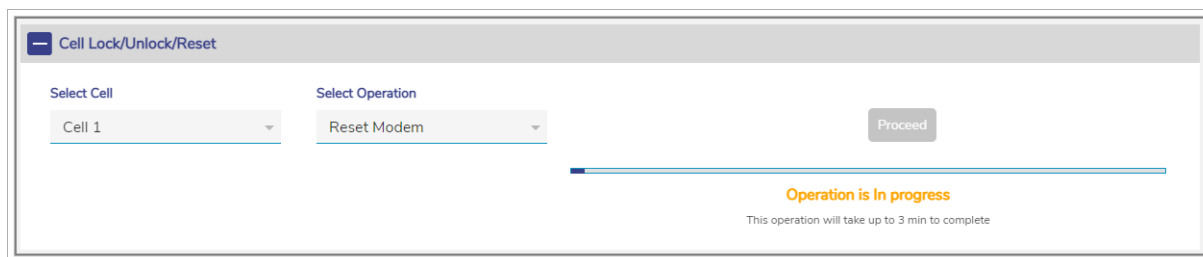 Cell Lock/Unlock/Reset
Select Cell
Select Operation
Cell 1
Reset Modem
Proceed
Operation is In progress
This operation will take up to 3 min to complete